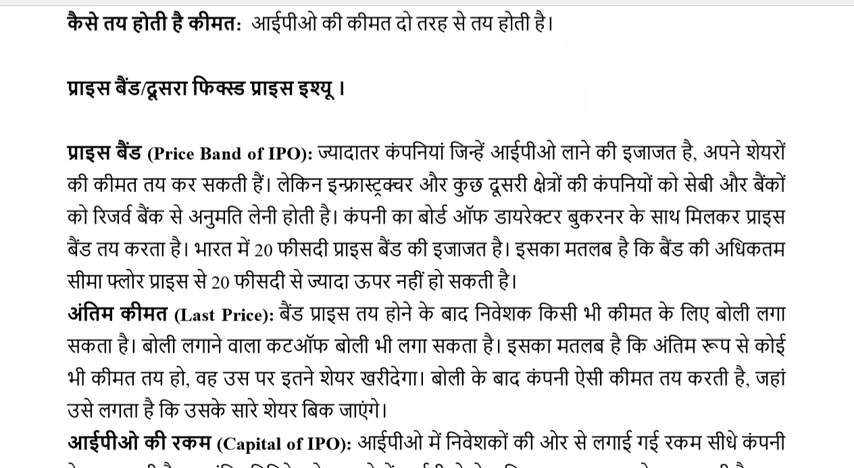 कैसे तय होती है कीमत: आईपीओ की कीमत दो तरह से तय होती है।
प्राइस बैंड/दूसरा फिक्स्ड प्राइस इश्यू ।
प्राइस बैंड (Price Band of IPO): ज्यादातर कंपनियां जिन्हें आईपीओ लाने की इजाजत है, अपने शेयरों
की कीमत तय कर सकती हैं। लेकिन इन्फ्रास्ट्रक्चर और कुछ दूसरी क्षेत्रों की कंपनियों को सेबी और बैंकों
को रिजर्व बैंक से अनुमति लेनी होती है। कंपनी का बोर्ड ऑफ डायरेक्टर बुकरनर के साथ मिलकर प्राइस
बैंड तय करता है। भारत में 20 फीसदी प्राइस बैंड की इजाजत है। इसका मतलब है कि बैंड की अधिकतम
सीमा फ्लोर प्राइस से 20 फीसदी से ज्यादा ऊपर नहीं हो सकती है।
अंतिम कीमत (Last Price): बैंड प्राइस तय होने के बाद निवेशक किसी भी कीमत के लिए बोली लगा
सकता है। बोली लगाने वाला कटऑफ बोली भी लगा सकता है। इसका मतलब है कि अंतिम रूप से कोई
भी कीमत तय हो, वह उस पर इतने शेयर खरीदेगा। बोली के बाद कंपनी ऐसी कीमत तय करती है, जहां
उसे लगता है कि उसके सारे शेयर बिक जाएंगे।
आईपीओ की रकम (Capital of IPO): आईपीओ में निवेशकों की ओर से लगाई गई रकम सीधे कंपनी